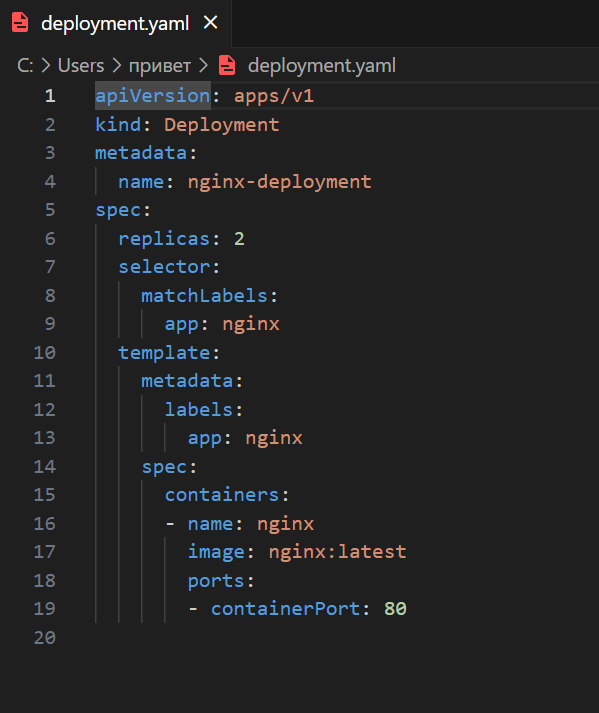 deployment.yaml ×
C: > Users > привет > deployment.yaml
1 apiVersion: apps/v1
2 kind: Deployment
3 metadata:
4   name: nginx-deployment
5 spec:
6   replicas: 2
7   selector:
8     matchLabels:
9       app: nginx
10   template:
11     metadata:
12       labels:
13         app: nginx
14     spec:
15       containers:
16       - name: nginx
17         image: nginx:latest
18         ports:
19         - containerPort: 80
20